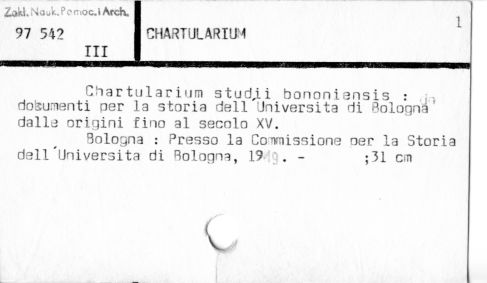 Zakł. Nauk. Pomoc. i Arch.
97 542
III
CHARTULARIUM
1
Chartularium studii bononiensis :
documenti per la storia dell'Universita di Bologna
dalle origini fino al secolo XV.
Bologna : Presso la Commissione per la Storia
dell'Universita di Bologna, 19 . - ;31 cm